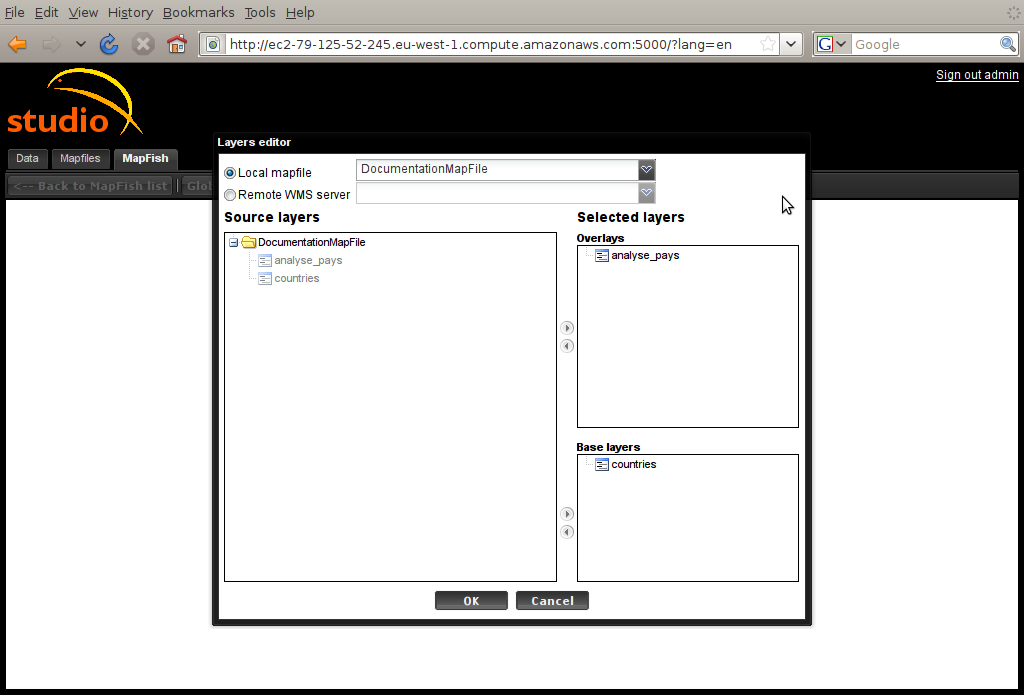 File Edit View History Bookmarks Tools Help
http://ec2-79-125-52-245.eu-west-1.compute.amazonaws.com:5000/?lang=en
G Google
Sign out admin
studio
Data Mapfiles MapFish
<-- Back to MapFish list Glob
Layers editor
Local mapfile DocumentationMapFile
Remote WMS server
Source layers Selected layers
DocumentationMapFile
analyse_pays
countries
Overlays
analyse_pays
Base layers
countries
OK Cancel